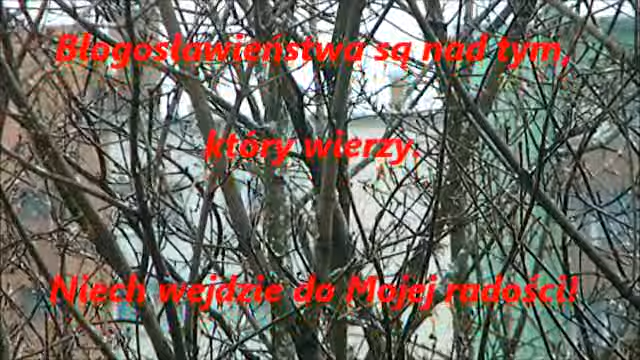 Błogosławieństwa są nad tym,
który wierzy.
Niech wejdzie do Mojej radości!